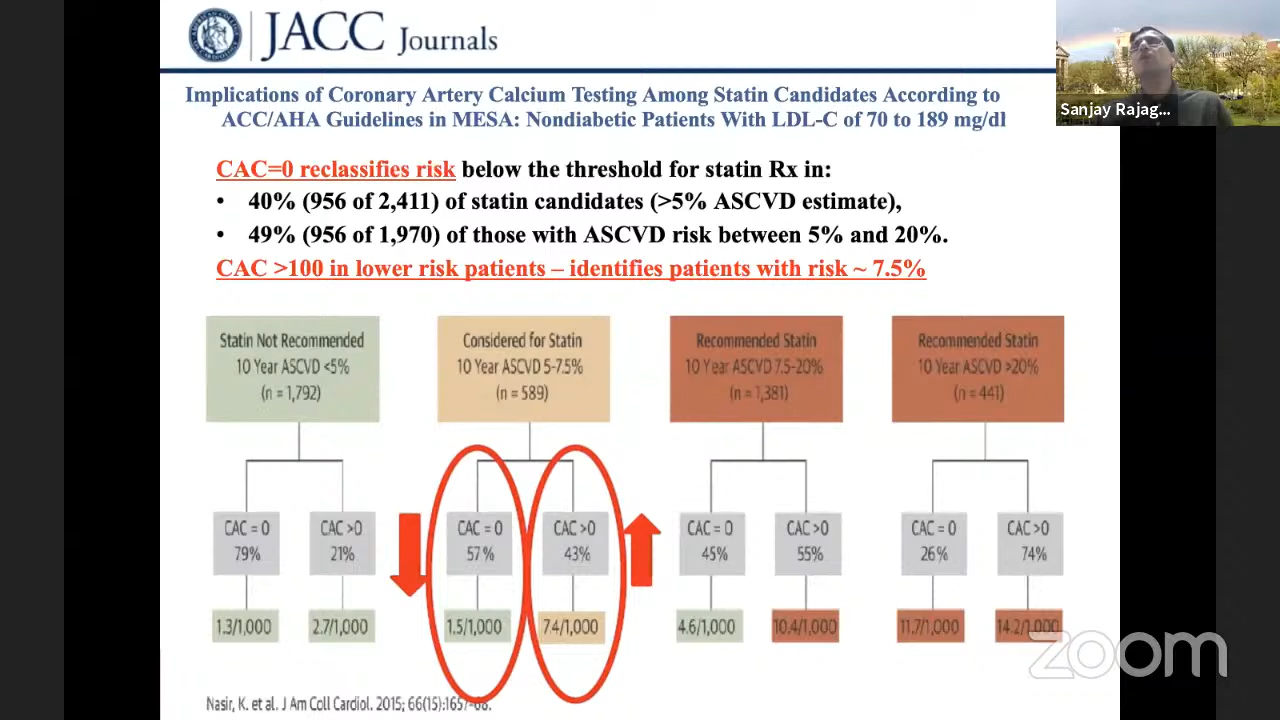 JACC Journals
Sanjay Rajag...
Implications of Coronary Artery Calcium Testing Among Statin Candidates According to
ACC/AHA Guidelines in MESA: Nondiabetic Patients With LDL-C of 70 to 189 mg/dl
CAC=0 reclassifies risk below the threshold for statin Rx in:
• 40% (956 of 2,411) of statin candidates (>5% ASCVD estimate),
• 49% (956 of 1,970) of those with ASCVD risk between 5% and 20%.
CAC >100 in lower risk patients – identifies patients with risk ~ 7.5%
Statin Not Recommended
10 Year ASCVD <5%
(n = 1,792)
Considered for Statin
10 Year ASCVD 5-7.5%
(n = 589)
Recommended Statin
10 Year ASCVD 7.5-20%
(n = 1,381)
Recommended Statin
10 Year ASCVD >20%
(n = 441)
CAC = 0
79%
CAC >0
21%
CAC = 0
57%
CAC >0
43%
CAC = 0
45%
CAC >0
55%
CAC = 0
26%
CAC >0
74%
1.3/1,000
2.7/1,000
1.5/1,000
7.4/1,000
4.6/1,000
10.4/1,000
11.7/1,000
14.2/1,000
zoom
Nasir, K. et al. J Am Coll Cardiol. 2015; 66(15):1657-68.